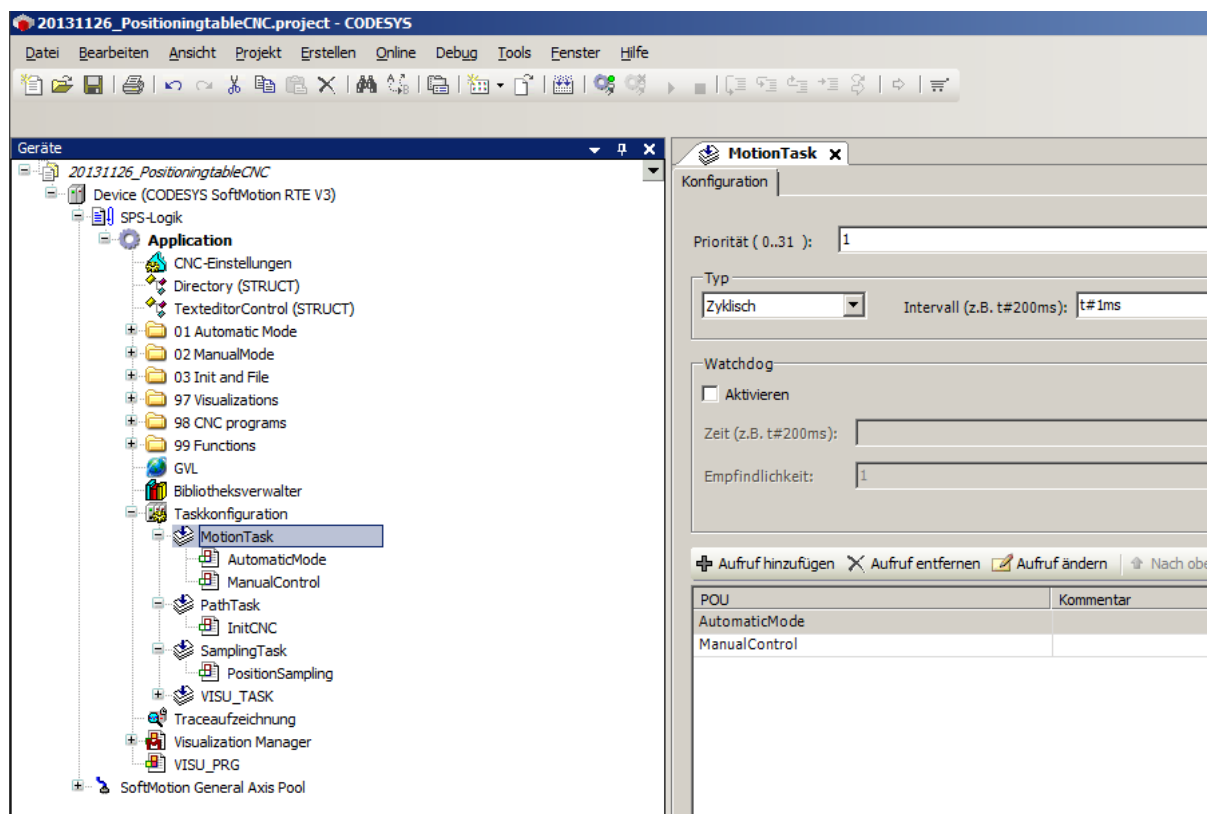 20131126_PositioningtableCNC.project - CODESYS
Datei Bearbeiten Ansicht Projekt Erstellen Online Debug Tools Fenster Hilfe
Geräte
20131126_PositioningtableCNC
Device (CODESYS SoftMotion RTE V3)
SPS-Logik
Application
CNC-Einstellungen
Directory (STRUCT)
TexteditorControl (STRUCT)
01 Automatic Mode
02 ManualMode
03 Init and File
97 Visualizations
98 CNC programs
99 Functions
GVL
Bibliotheksverwalter
Taskkonfiguration
MotionTask
AutomaticMode
ManualControl
PathTask
InitCNC
SamplingTask
PositionSampling
VISU_TASK
Traceaufzeichnung
Visualization Manager
VISU_PRG
SoftMotion General Axis Pool
MotionTask
Konfiguration
Priorität ( 0..31 ): 1
Typ
Zyklisch Intervall (z.B. t#200ms): t#1ms
Watchdog
Aktivieren
Zeit (z.B. t#200ms):
Empfindlichkeit: 1
Aufruf hinzufügen Aufruf entfernen Aufruf ändern Nach obe
POU Kommentar
AutomaticMode
ManualControl